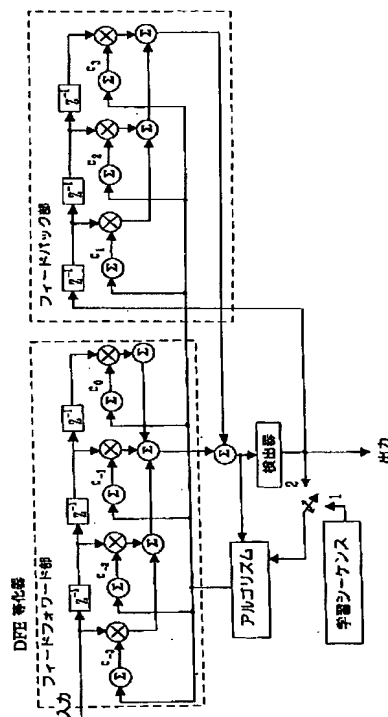 DFE 等化器
フィードフォワード部
フィードバック部
入力
Z⁻¹
Z⁻¹
Z⁻¹
Z⁻¹
Z⁻¹
Z⁻¹
C₋₃
C₋₂
C₋₁
C₀
C₁
C₂
C₃
Σ
Σ
Σ
Σ
Σ
Σ
Σ
Σ
Σ
Σ
Σ
Σ
Σ
アルゴリズム
検出器
2
1
学習シーケンス
出力